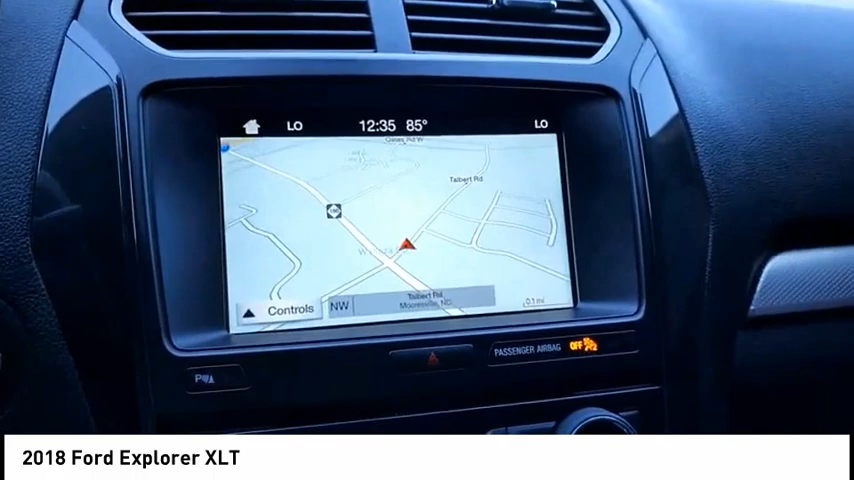 LO 12:35 85° LO
Talbert Rd
Controls
NW
Talbert Rd
Mooresville, NC
0.1 mi
P
PASSENGER AIRBAG OFF
2018 Ford Explorer XLT